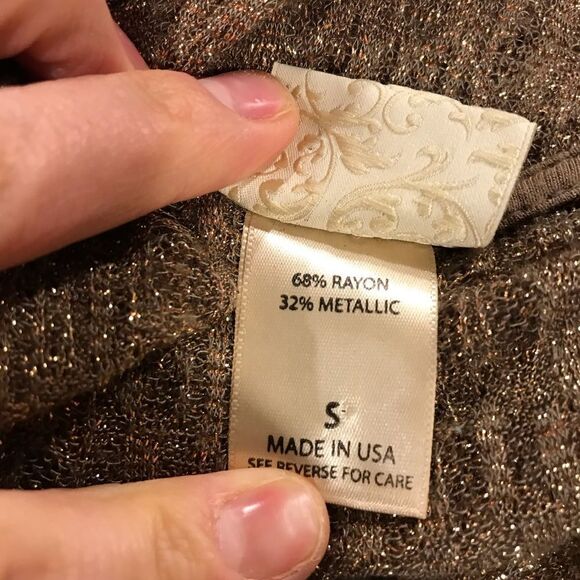 68% RAYON
32% METALLIC
S
MADE IN USA
SEE REVERSE FOR CARE